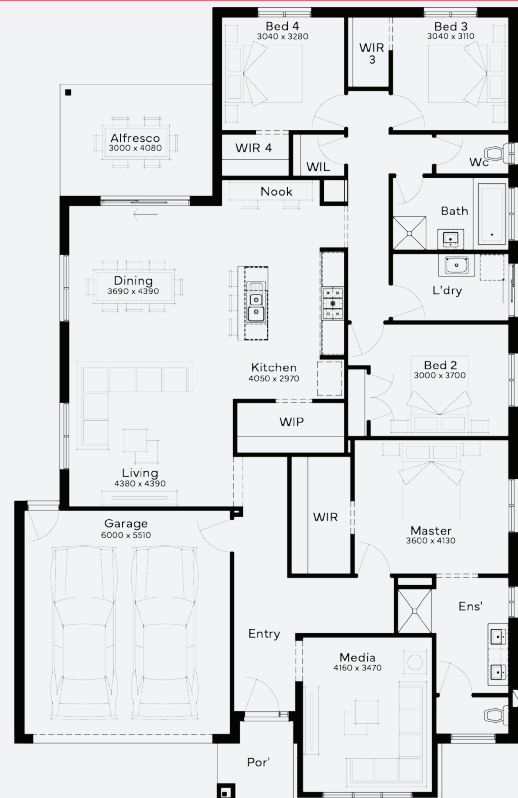 Bed 4
3040 x 3280
WIR
3
Bed 3
3040 x 3110
Alfresco
3000 x 4080
WIR 4
WIL
Wc
Nook
Bath
Dining
3690 x 4390
L'dry
Kitchen
4050 x 2970
Bed 2
3000 x 3700
WIP
Living
4380 x 4390
WIR
Garage
6000 x 5510
Master
3600 x 4130
Ens'
Entry
Media
4160 x 3470
Por'